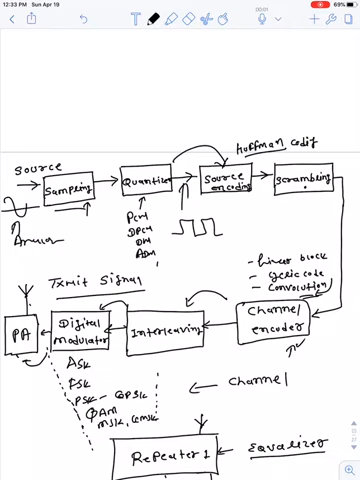 12:33 PM Sun Apr 19
69%
Huffman coding
Source
Sampling
Quantizer
Source
encoding
Scrambling
PCM
DPCM
DM
ADM
- Linear block
- cyclic code
- Convolution
Txmit Signal
PA
Digital
Modulator
Interleaving
Channel
encoder
ASK
FSK
PSK - QPSK
QAM
MSK, GMSK
Channel
Repeater 1
Equalizer